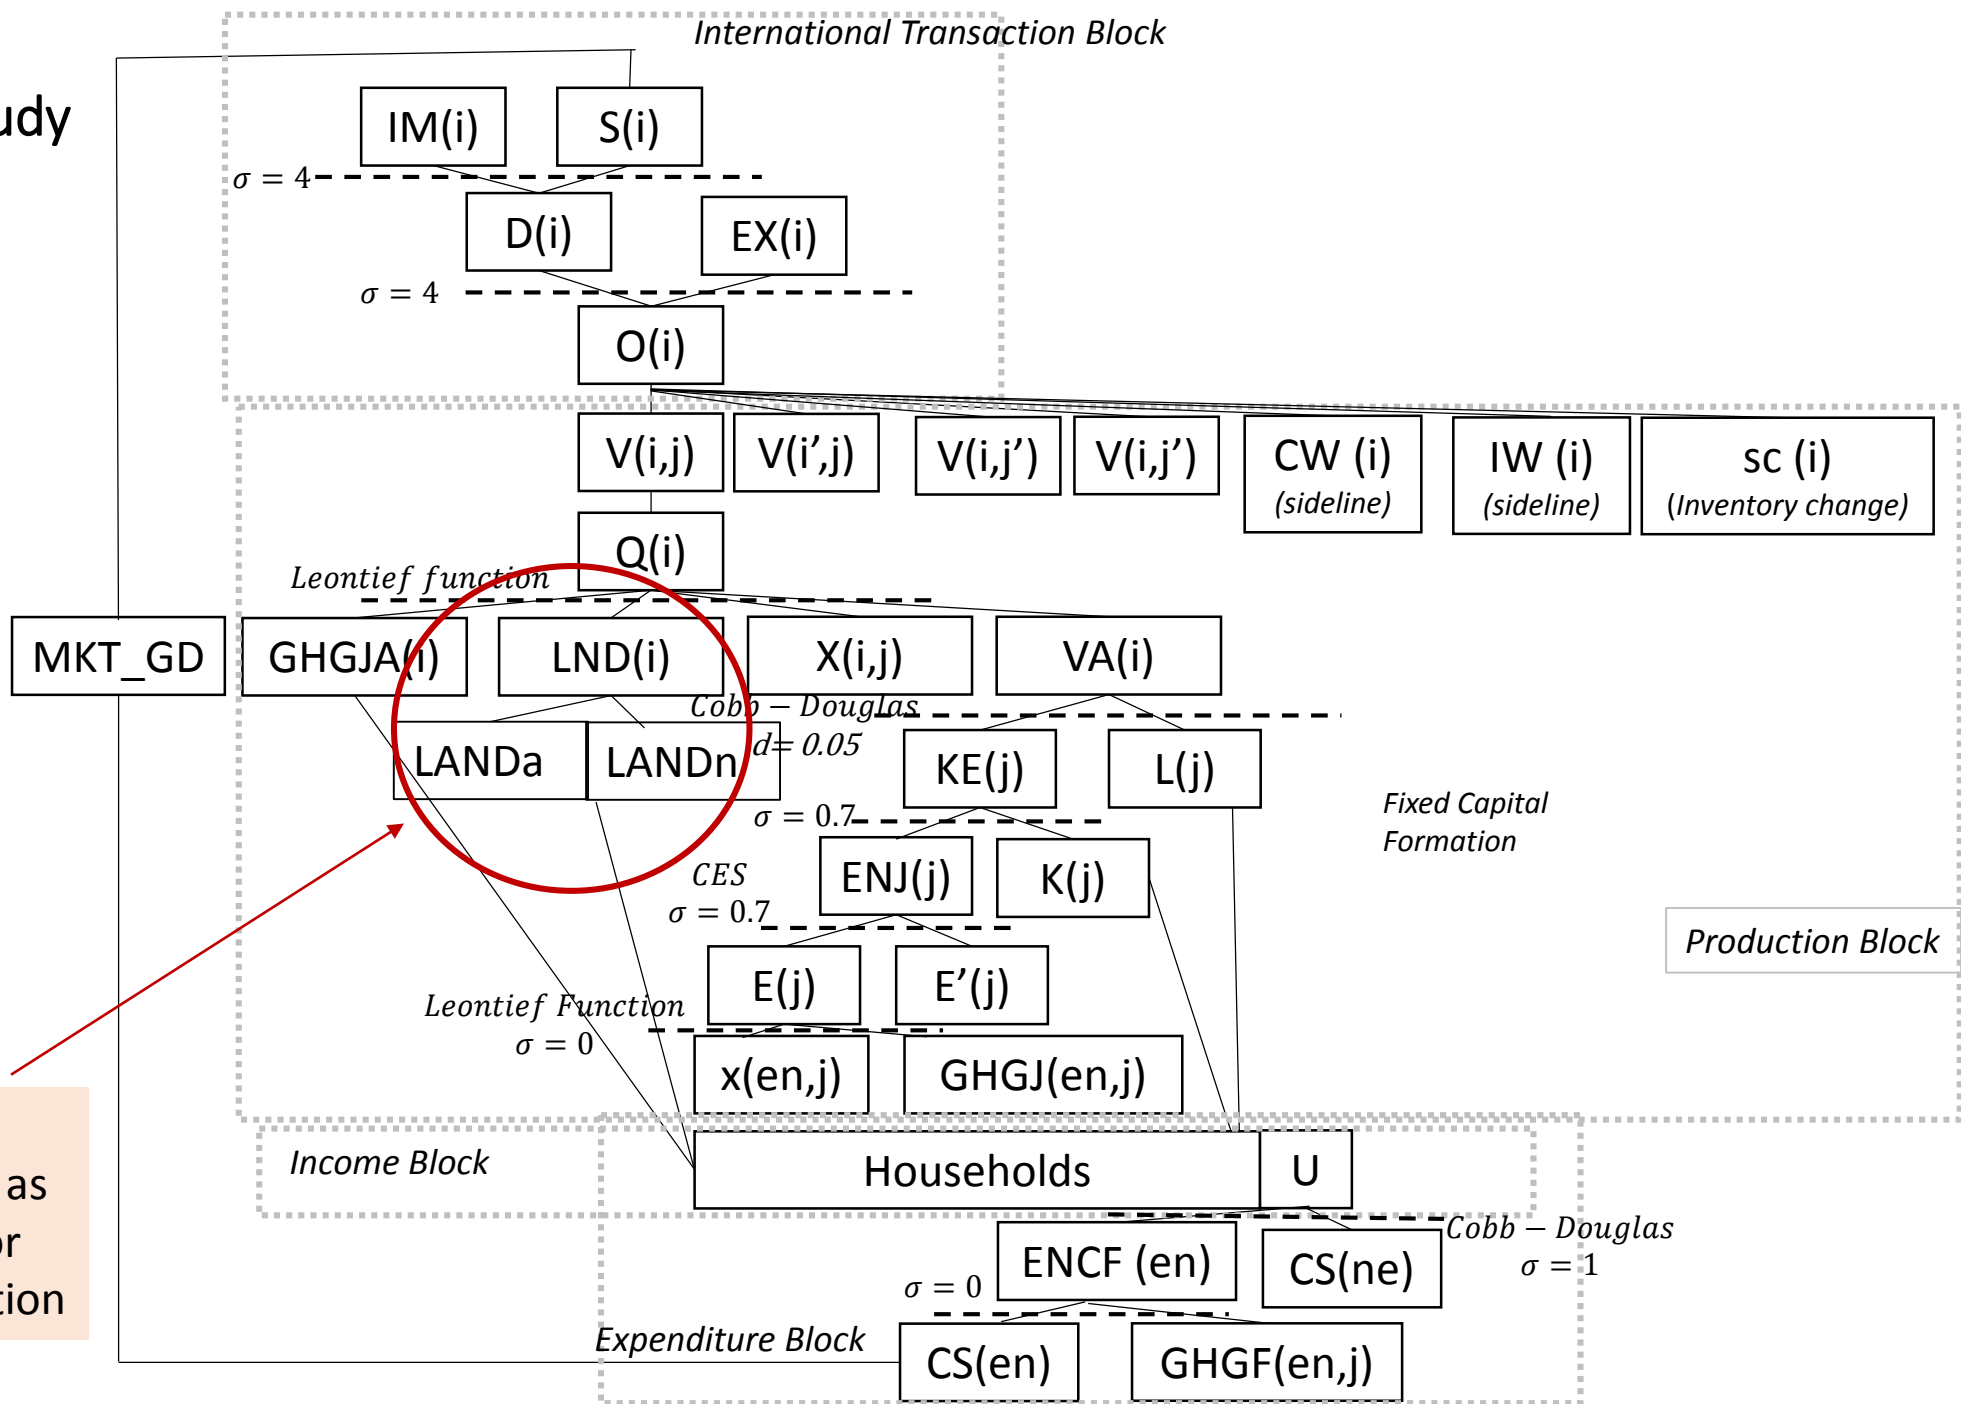 International Transaction Block
udy
IM(i)
S(i)
σ = 4
D(i)
EX(i)
σ = 4
O(i)
V(i,j)
V(i',j)
V(i,j’)
V(i,j’)
CW (i)
(sideline)
IW (i)
(sideline)
sc (i)
(Inventory change)
Q(i)
Leontief function
MKT_GD
GHGJA(i)
LND(i)
X(i,j)
VA(i)
Cobb − Douglas
d= 0.05
LANDa
LANDn
KE(j)
L(j)
σ = 0.7
Fixed Capital
Formation
CES
σ = 0.7
ENJ(j)
K(j)
Production Block
E(j)
E’(j)
Leontief Function
σ = 0
x(en,j)
GHGJ(en,j)
Income Block
Households
U
as
or
tion
Cobb − Douglas
σ = 1
ENCF (en)
CS(ne)
σ = 0
Expenditure Block
CS(en)
GHGF(en,j)